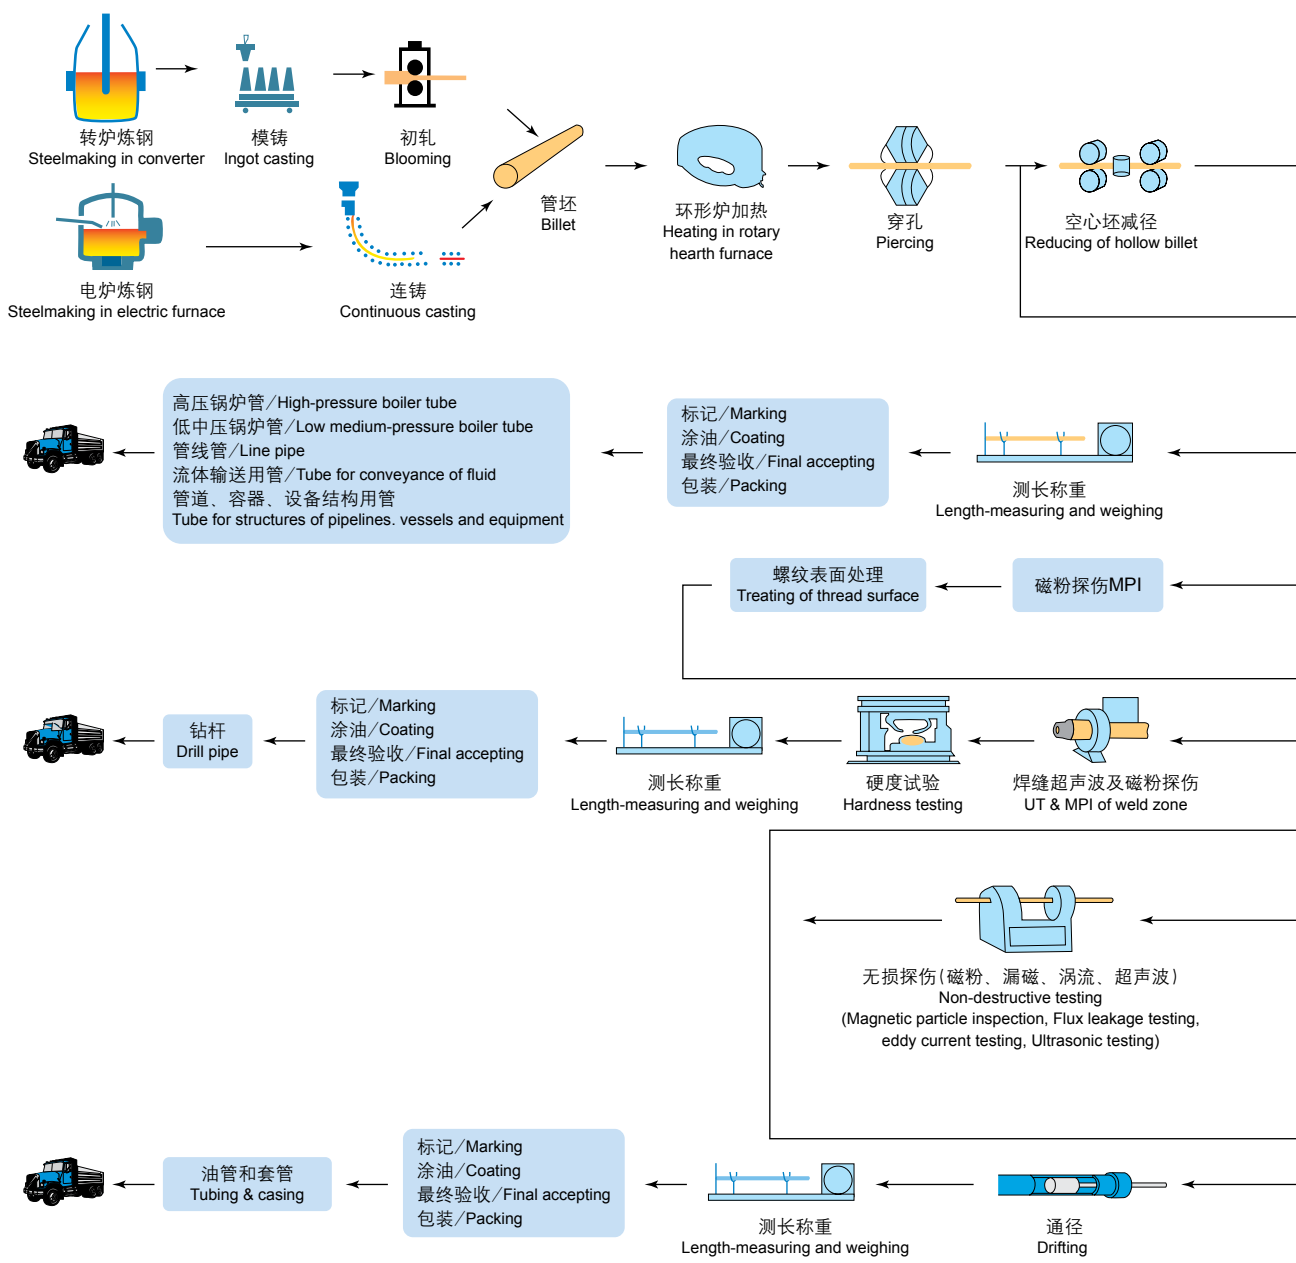 转炉炼钢
Steelmaking in converter
模铸
Ingot casting
初轧
Blooming
管坯
Billet
环形炉加热
Heating in rotary
hearth furnace
穿孔
Piercing
空心坯减径
Reducing of hollow billet
电炉炼钢
Steelmaking in electric furnace
连铸
Continuous casting
高压锅炉管/High-pressure boiler tube
低中压锅炉管/Low medium-pressure boiler tube
管线管/Line pipe
流体输送用管/Tube for conveyance of fluid
管道、容器、设备结构用管
Tube for structures of pipelines. vessels and equipment
标记/Marking
涂油/Coating
最终验收/Final accepting
包装/Packing
测长称重
Length-measuring and weighing
螺纹表面处理
Treating of thread surface
磁粉探伤MPI
钻杆
Drill pipe
标记/Marking
涂油/Coating
最终验收/Final accepting
包装/Packing
测长称重
Length-measuring and weighing
硬度试验
Hardness testing
焊缝超声波及磁粉探伤
UT & MPI of weld zone
无损探伤(磁粉、漏磁、涡流、超声波)
Non-destructive testing
(Magnetic particle inspection, Flux leakage testing,
eddy current testing, Ultrasonic testing)
油管和套管
Tubing & casing
标记/Marking
涂油/Coating
最终验收/Final accepting
包装/Packing
测长称重
Length-measuring and weighing
通径
Drifting